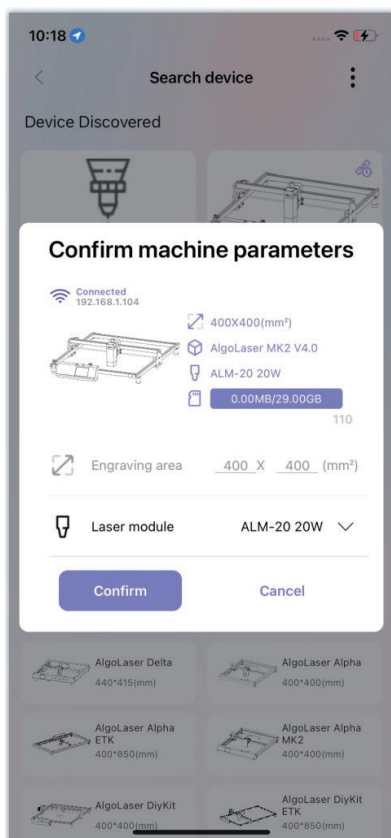 10:18
Search device
Device Discovered
Confirm machine parameters
Connected
192.168.1.104
400X400(mm²)
AlgoLaser MK2 V4.0
ALM-20 20W
0.00MB/29.00GB
110
Engraving area 400 X 400 (mm²)
Laser module ALM-20 20W
Confirm Cancel
AlgoLaser Delta
440*415(mm)
AlgoLaser Alpha
400*400(mm)
AlgoLaser Alpha
ETK
400*850(mm)
AlgoLaser Alpha
MK2
400*400(mm)
AlgoLaser DiyKit
400*400(mm)
AlgoLaser DiyKit
ETK
400*850(mm)